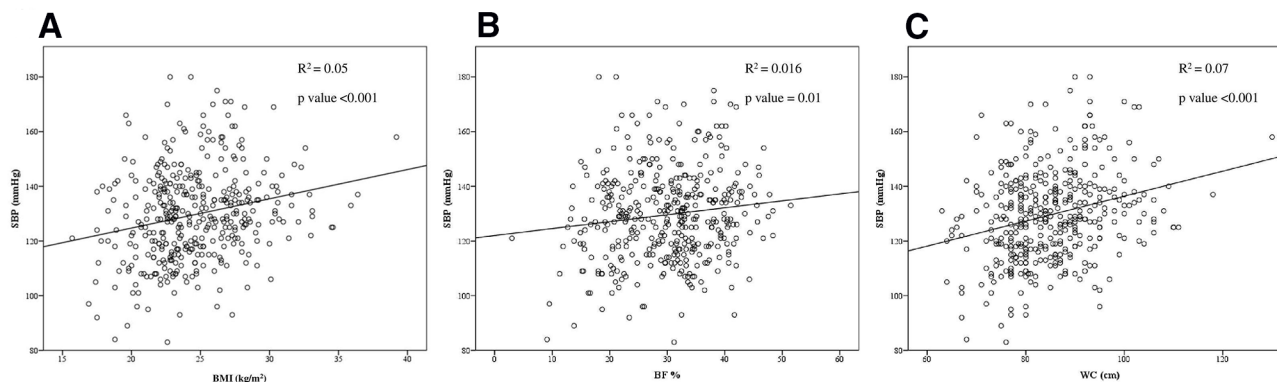 A
B
C
R² = 0.05
p value <0.001
R² = 0.016
p value = 0.01
R² = 0.07
p value <0.001
SBP (mmHg)
180
160
140
120
100
80
15
20
25
30
35
40
BMI (kg/m²)
SBP (mmHg)
180
160
140
120
100
80
0
10
20
30
40
50
60
BF %
SBP (mmHg)
180
160
140
120
100
80
60
80
100
120
WC (cm)